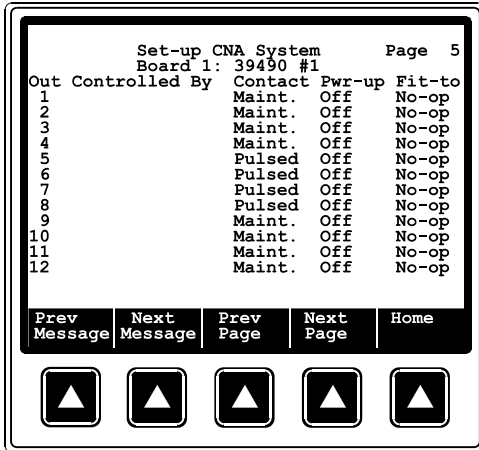 Set-up CNA System Page 5
Board 1: 39490 #1
Out Controlled By Contact Pwr-up Fit-to
1 Maint. Off No-op
2 Maint. Off No-op
3 Maint. Off No-op
4 Maint. Off No-op
5 Pulsed Off No-op
6 Pulsed Off No-op
7 Pulsed Off No-op
8 Pulsed Off No-op
9 Maint. Off No-op
10 Maint. Off No-op
11 Maint. Off No-op
12 Maint. Off No-op
Prev Next Prev Next Home
Message Message Page Page